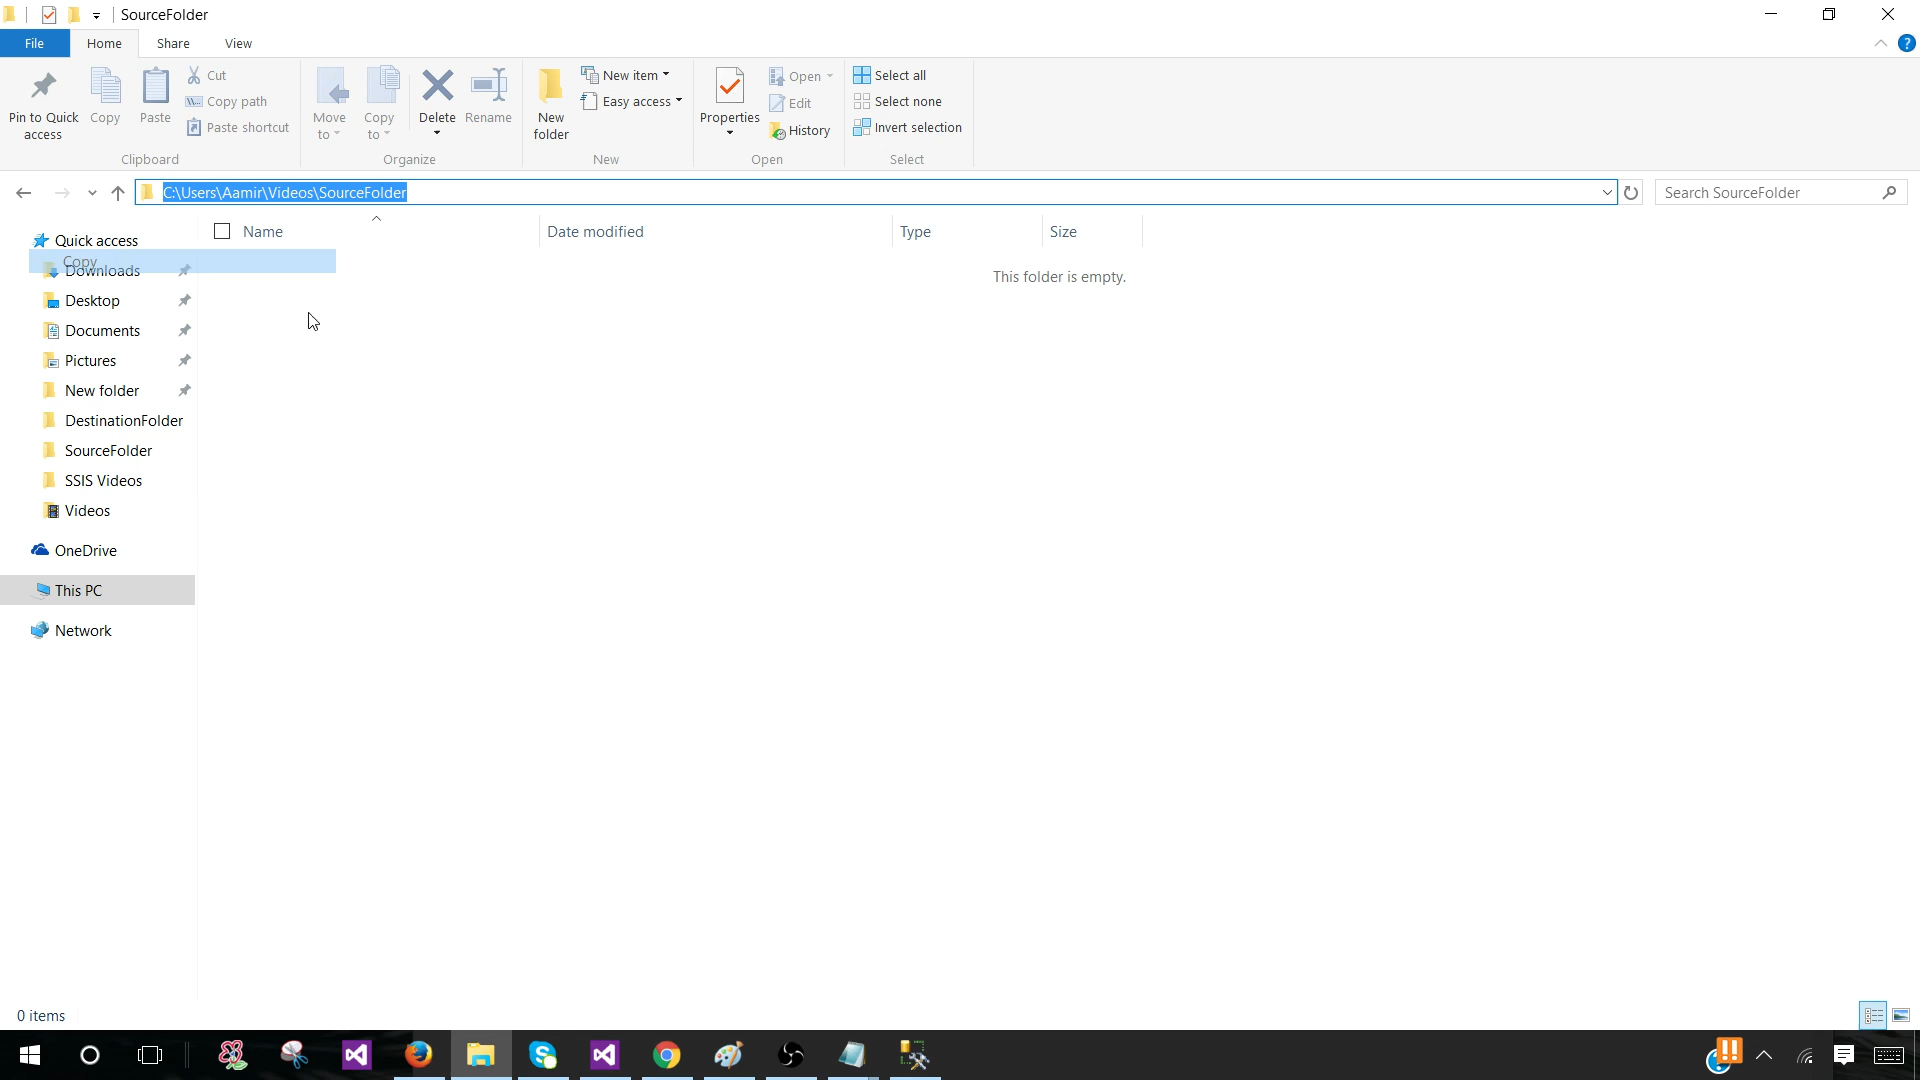 SourceFolder
File Home Share View
Pin to Quick access
Copy
Paste
Cut
Copy path
Paste shortcut
Clipboard
Move to
Copy to
Delete
Rename
Organize
New folder
New item
Easy access
New
Properties
Open
Edit
History
Open
Select all
Select none
Invert selection
Select
C:\Users\Aamir\Videos\SourceFolder
Search SourceFolder
Name Date modified Type Size
This folder is empty.
Quick access
Copy
Downloads
Desktop
Documents
Pictures
New folder
DestinationFolder
SourceFolder
SSIS Videos
Videos
OneDrive
This PC
Network
0 items